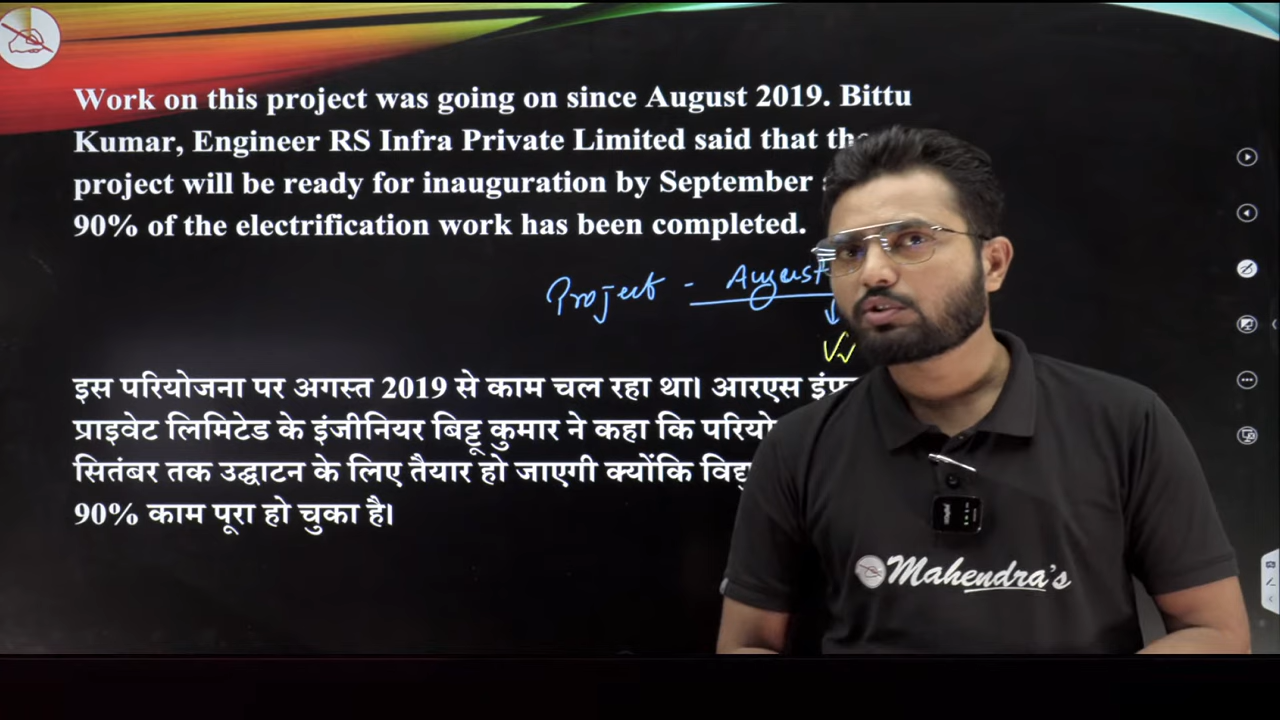 Work on this project was going on since August 2019. Bittu
Kumar, Engineer RS Infra Private Limited said that the
project will be ready for inauguration by September
90% of the electrification work has been completed.
Project - August
इस परियोजना पर अगस्त 2019 से काम चल रहा था। आरएस
प्राइवेट लिमिटेड के इंजीनियर बिट्टू कुमार ने कहा कि
सितंबर तक उद्घाटन के लिए तैयार हो जाएगी क्योंकि
90% काम पूरा हो चुका है।
Mahendra's